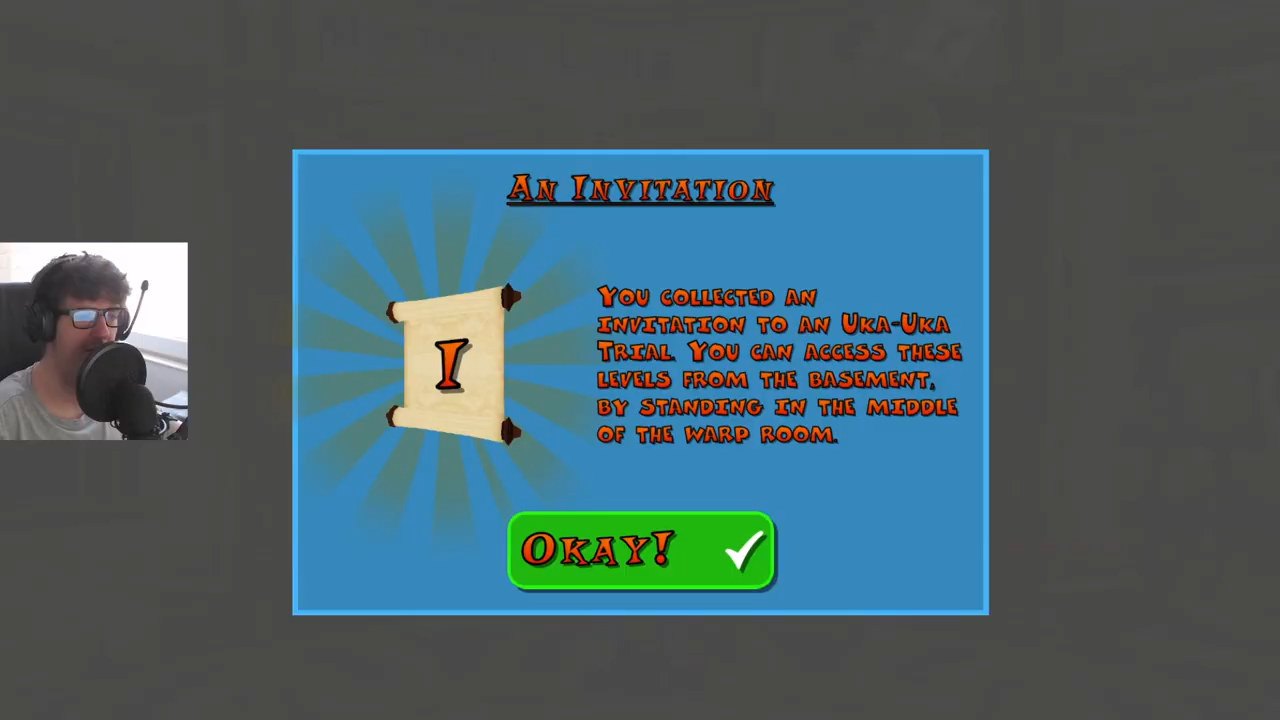 An Invitation
I
You collected an
invitation to an Uka-Uka
Trial. You can access these
levels from the basement,
by standing in the middle
of the warp room.
Okay!